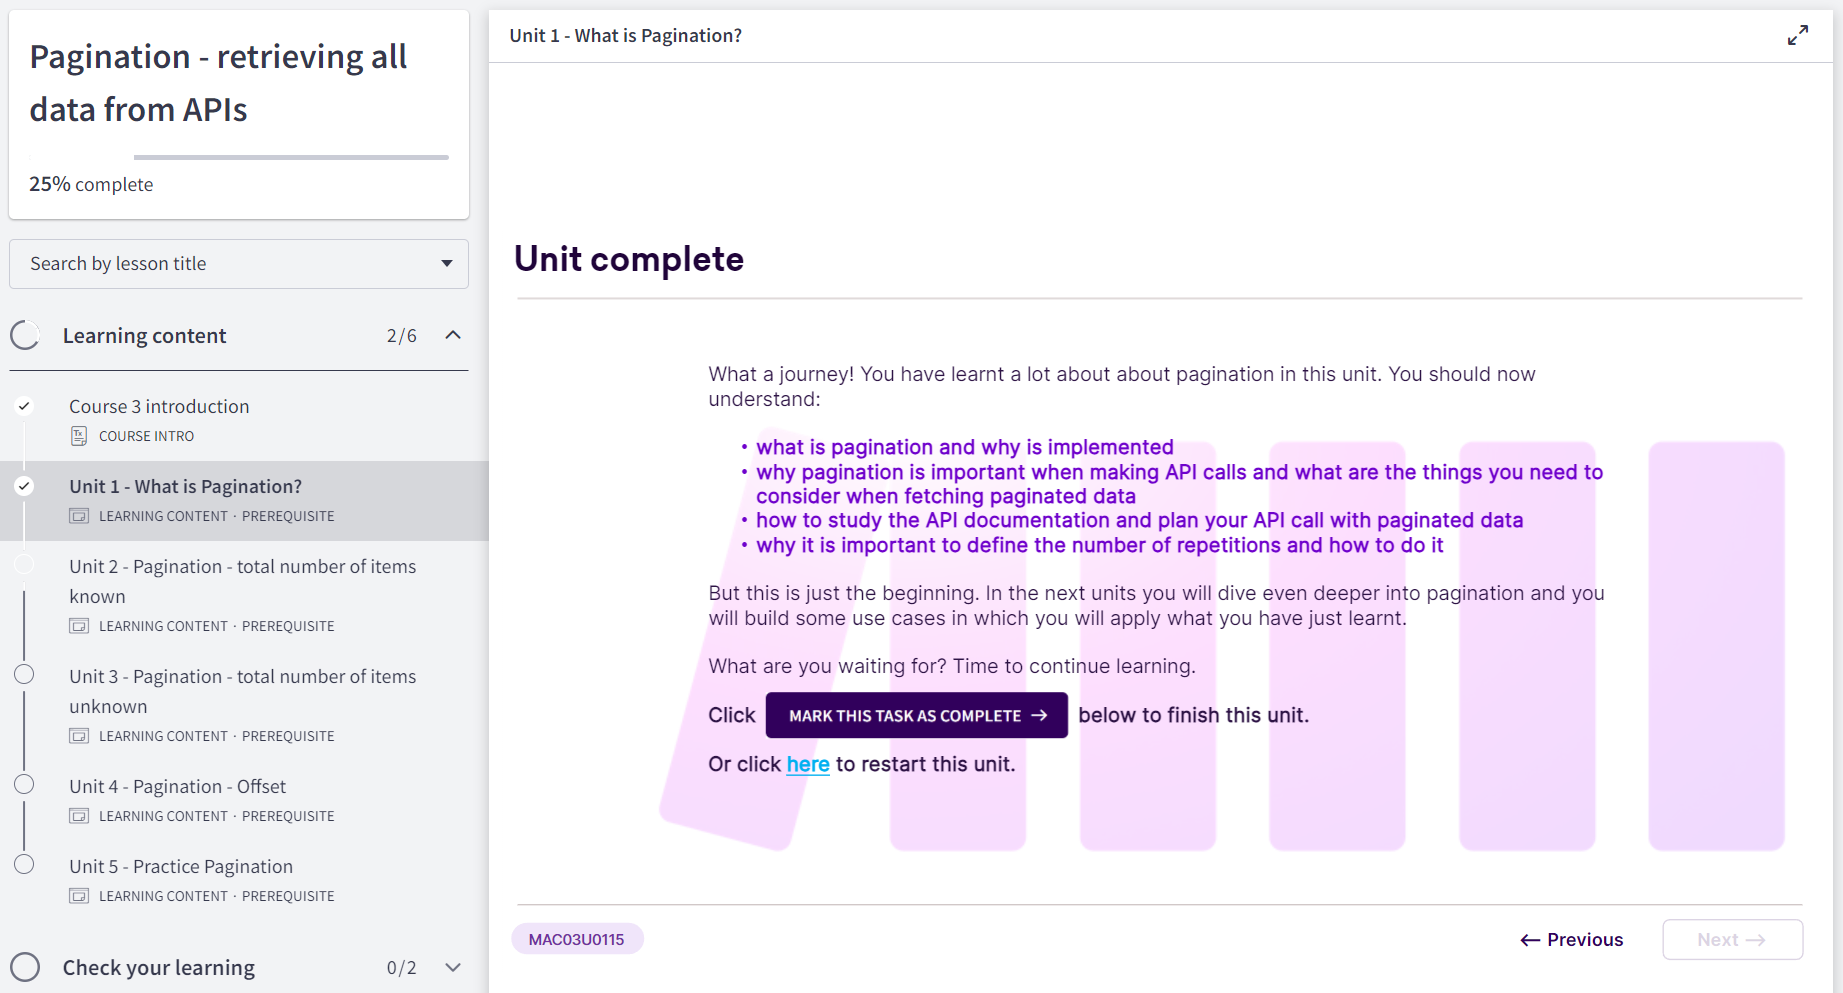 Pagination - retrieving all
data from APIs
25% complete
Search by lesson title
Learning content 2/6
Course 3 introduction
COURSE INTRO
Unit 1 - What is Pagination?
LEARNING CONTENT · PREREQUISITE
Unit 2 - Pagination - total number of items
known
LEARNING CONTENT · PREREQUISITE
Unit 3 - Pagination - total number of items
unknown
LEARNING CONTENT · PREREQUISITE
Unit 4 - Pagination - Offset
LEARNING CONTENT · PREREQUISITE
Unit 5 - Practice Pagination
LEARNING CONTENT · PREREQUISITE
Check your learning 0/2
Unit 1 - What is Pagination?
Unit complete
What a journey! You have learnt a lot about about pagination in this unit. You should now
understand:
• what is pagination and why is implemented
• why pagination is important when making API calls and what are the things you need to
consider when fetching paginated data
• how to study the API documentation and plan your API call with paginated data
• why it is important to define the number of repetitions and how to do it
But this is just the beginning. In the next units you will dive even deeper into pagination and you
will build some use cases in which you will apply what you have just learnt.
What are you waiting for? Time to continue learning.
Click MARK THIS TASK AS COMPLETE → below to finish this unit.
Or click here to restart this unit.
MAC03U0115
← Previous
Next →